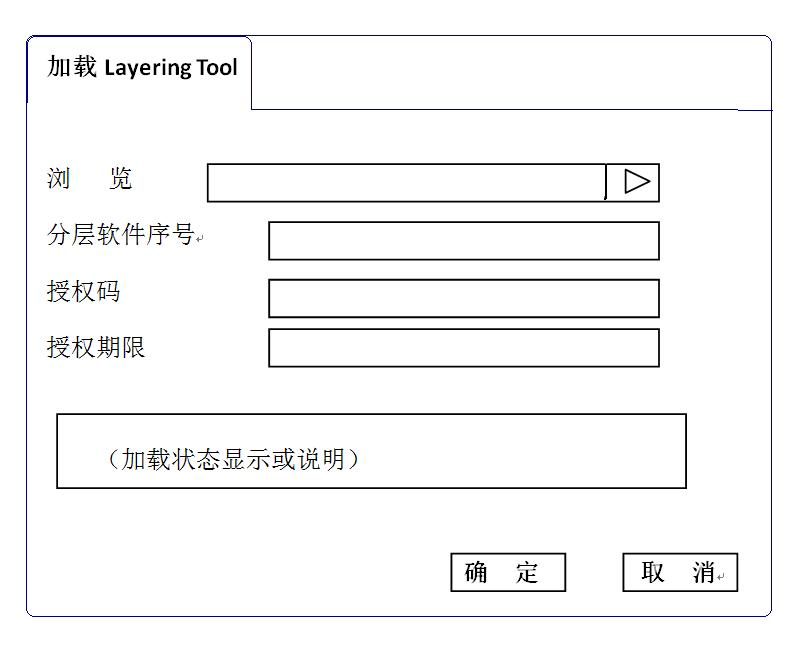 加载 Layering Tool
浏 览
分层软件序号
授权码
授权期限
（加载状态显示或说明）
确 定 取 消